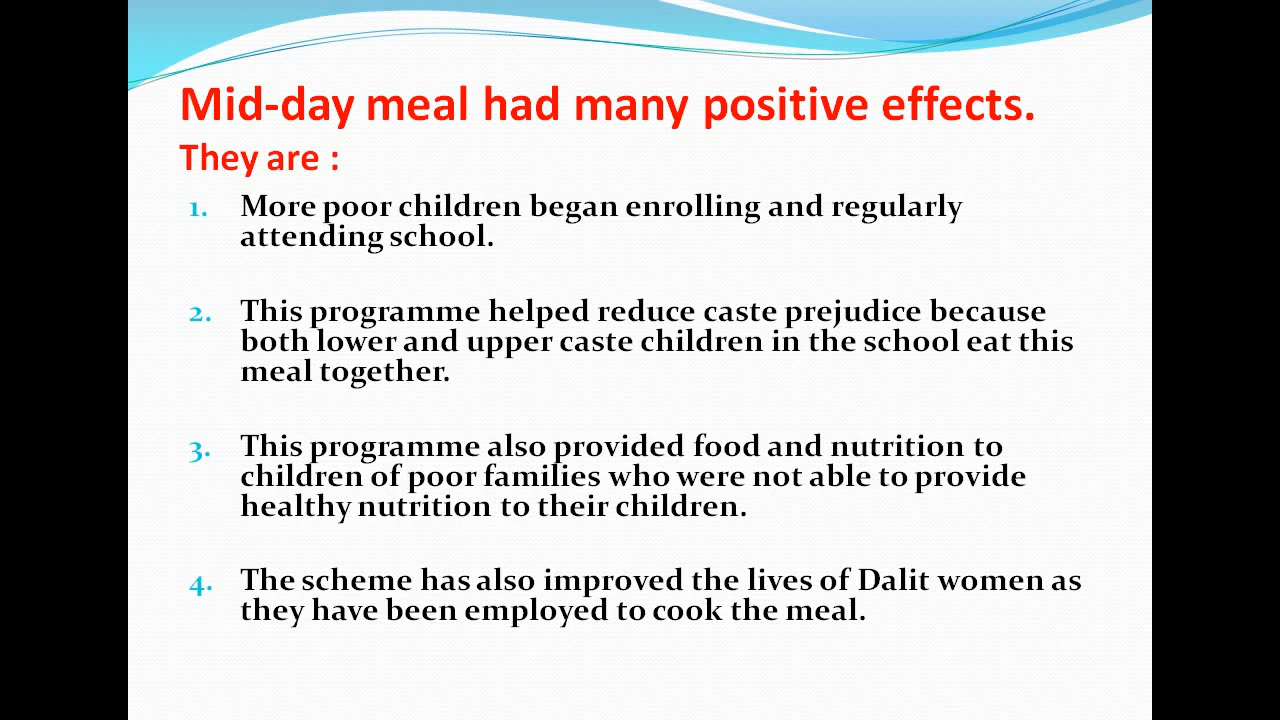 Mid-day meal had many positive effects.
They are :
1. More poor children began enrolling and regularly
attending school.
2. This programme helped reduce caste prejudice because
both lower and upper caste children in the school eat this
meal together.
3. This programme also provided food and nutrition to
children of poor families who were not able to provide
healthy nutrition to their children.
4. The scheme has also improved the lives of Dalit women as
they have been employed to cook the meal.